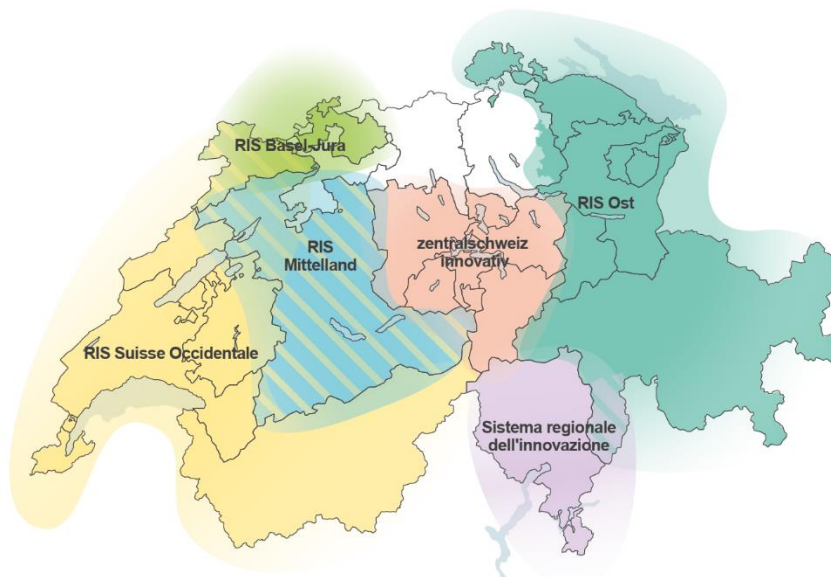 RIS Basel-Jura
RIS Ost
zentralschweiz
innovativ
RIS
Mittelland
RIS Suisse Occidentale
Sistema regionale
dell'innovazione